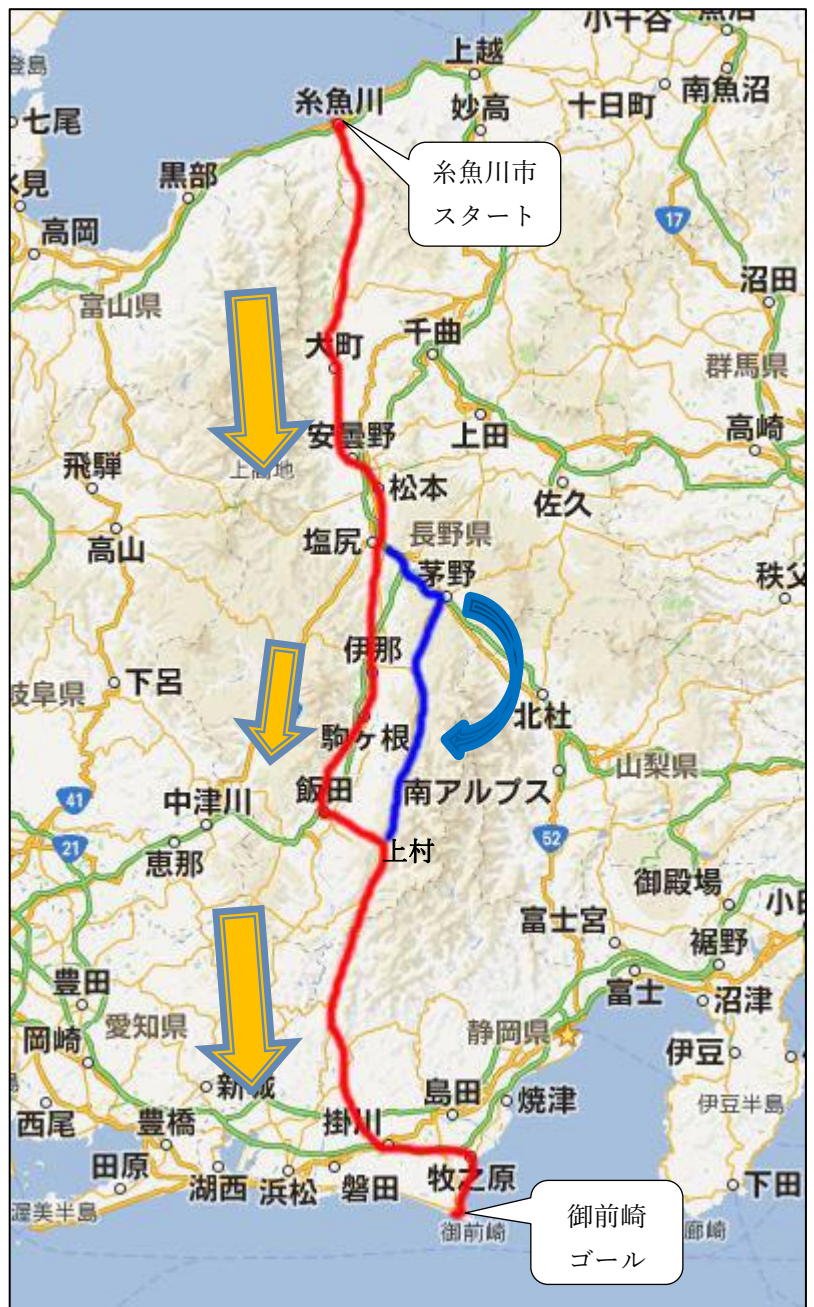 小千谷
上越
糸魚川
妙高
十日町
南魚沼
七尾
糸魚川市
スタート
黒部
17
高岡
沼田
富山県
千曲
大町
群馬県
上田
高崎
安曇野
飛騨
上高地
松本
佐久
高山
塩尻
長野県
茅野
伊那
下呂
岐阜県
北杜
駒ヶ根
山梨県
飯田
南アルプス
41
中津川
21
52
上村
恵那
御殿場
富士宮
裾野
豊田
富士
沼津
愛知県
静岡県
岡崎
伊豆
新城
島田
焼津
伊豆半島
西尾
豊橋
掛川
田原
湖西
浜松
磐田
牧之原
下田
渥美半島
御前崎
御前崎
ゴール